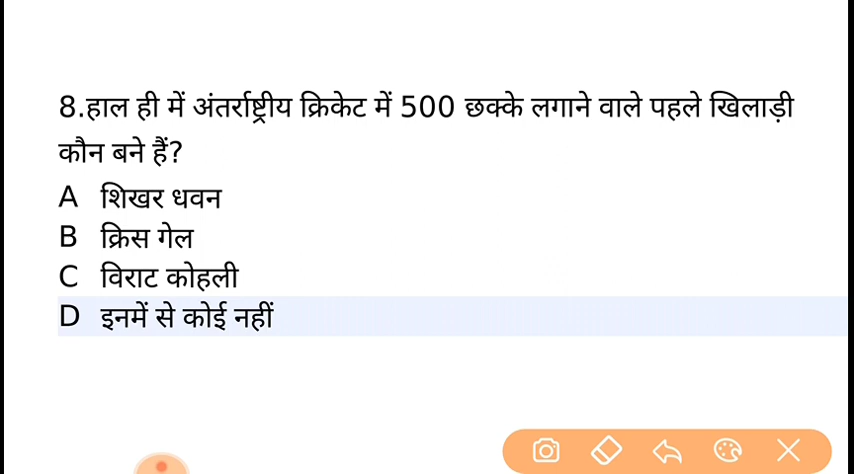 8.हाल ही में अंतर्राष्ट्रीय क्रिकेट में 500 छक्के लगाने वाले पहले खिलाड़ी
कौन बने हैं?
A शिखर धवन
B क्रिस गेल
C विराट कोहली
D इनमें से कोई नहीं